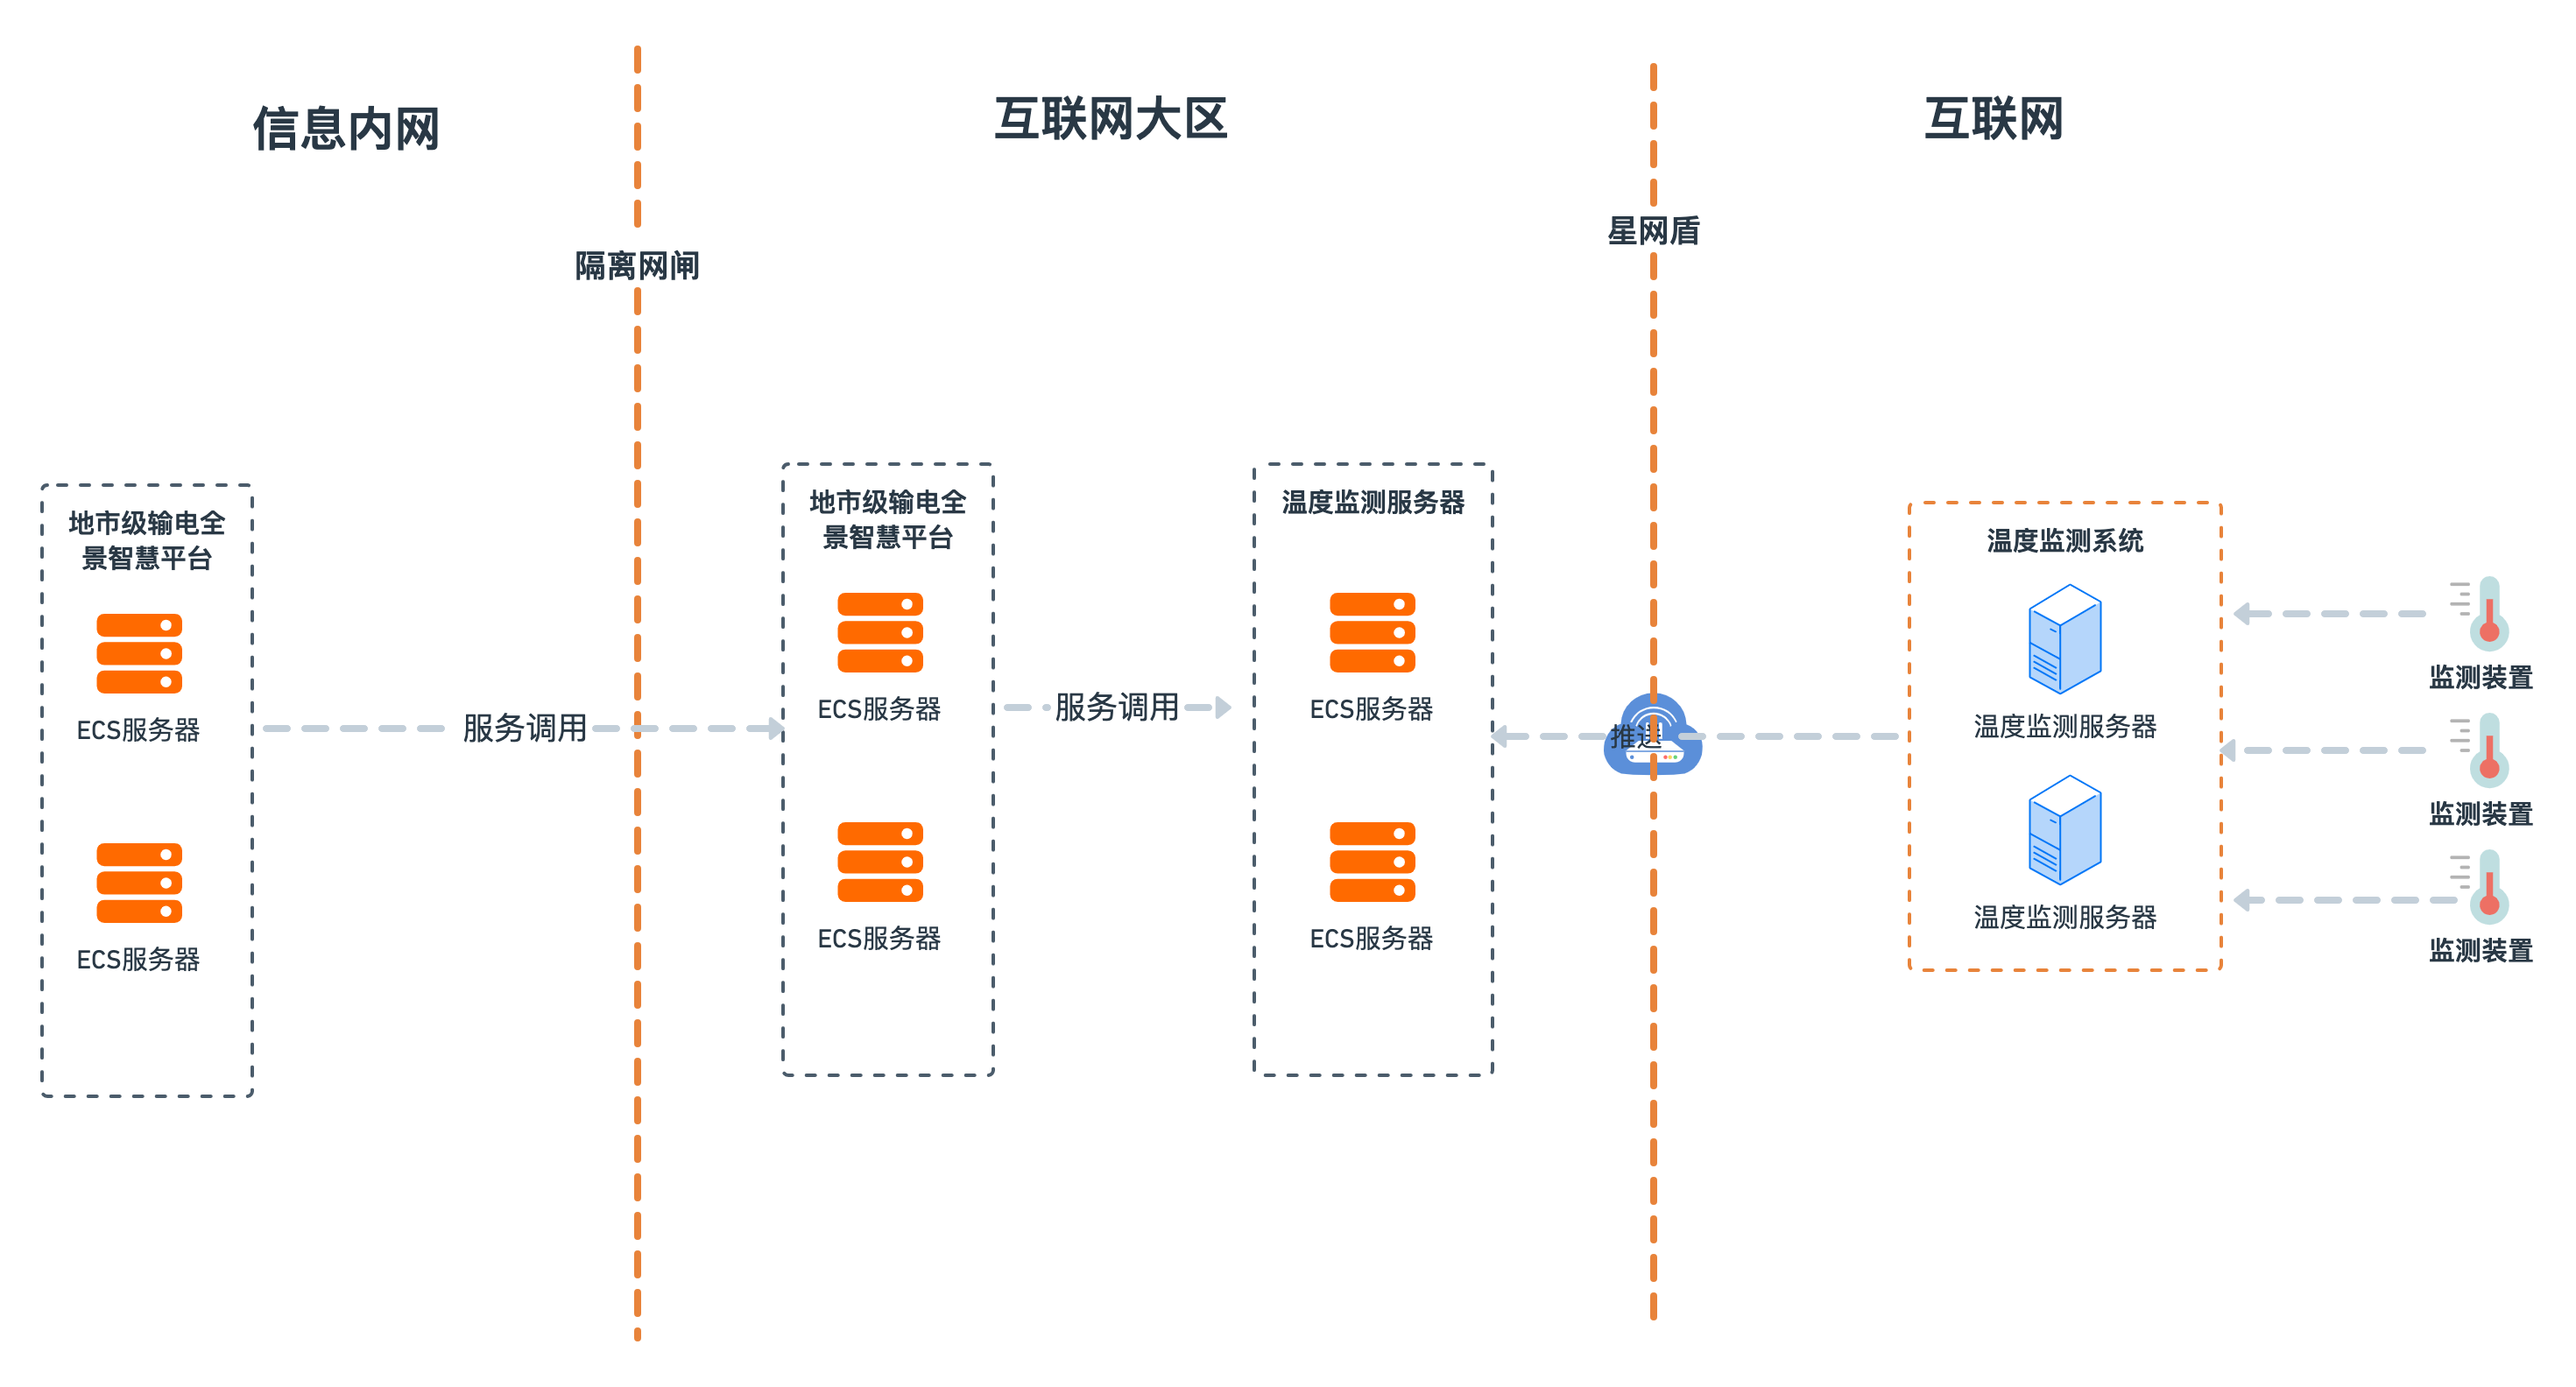 信息内网
互联网大区
互联网
隔离网闸
星网盾
地市级输电全
景智慧平台
ECS服务器
ECS服务器
服务调用
地市级输电全
景智慧平台
ECS服务器
ECS服务器
服务调用
温度监测服务器
ECS服务器
ECS服务器
推送
温度监测系统
温度监测服务器
温度监测服务器
监测装置
监测装置
监测装置